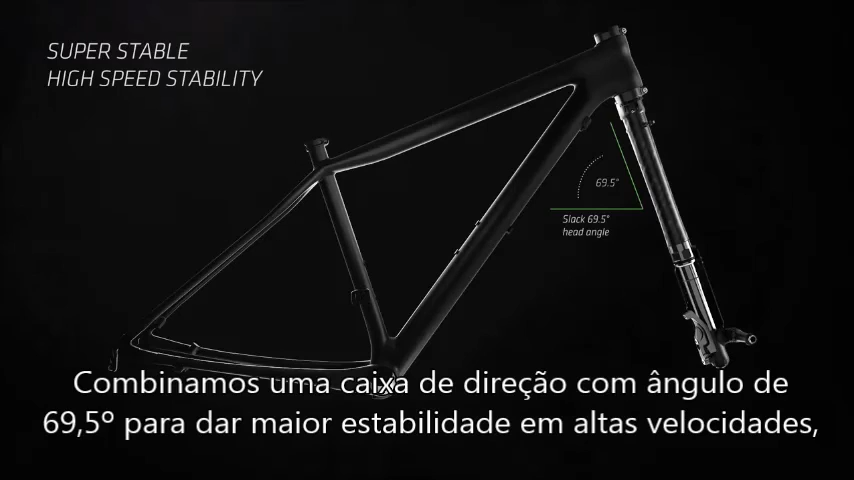 SUPER STABLE
HIGH SPEED STABILITY
69.5°
Slack 69.5°
head angle
Combinamos uma caixa de direção com ângulo de
69,5º para dar maior estabilidade em altas velocidades,